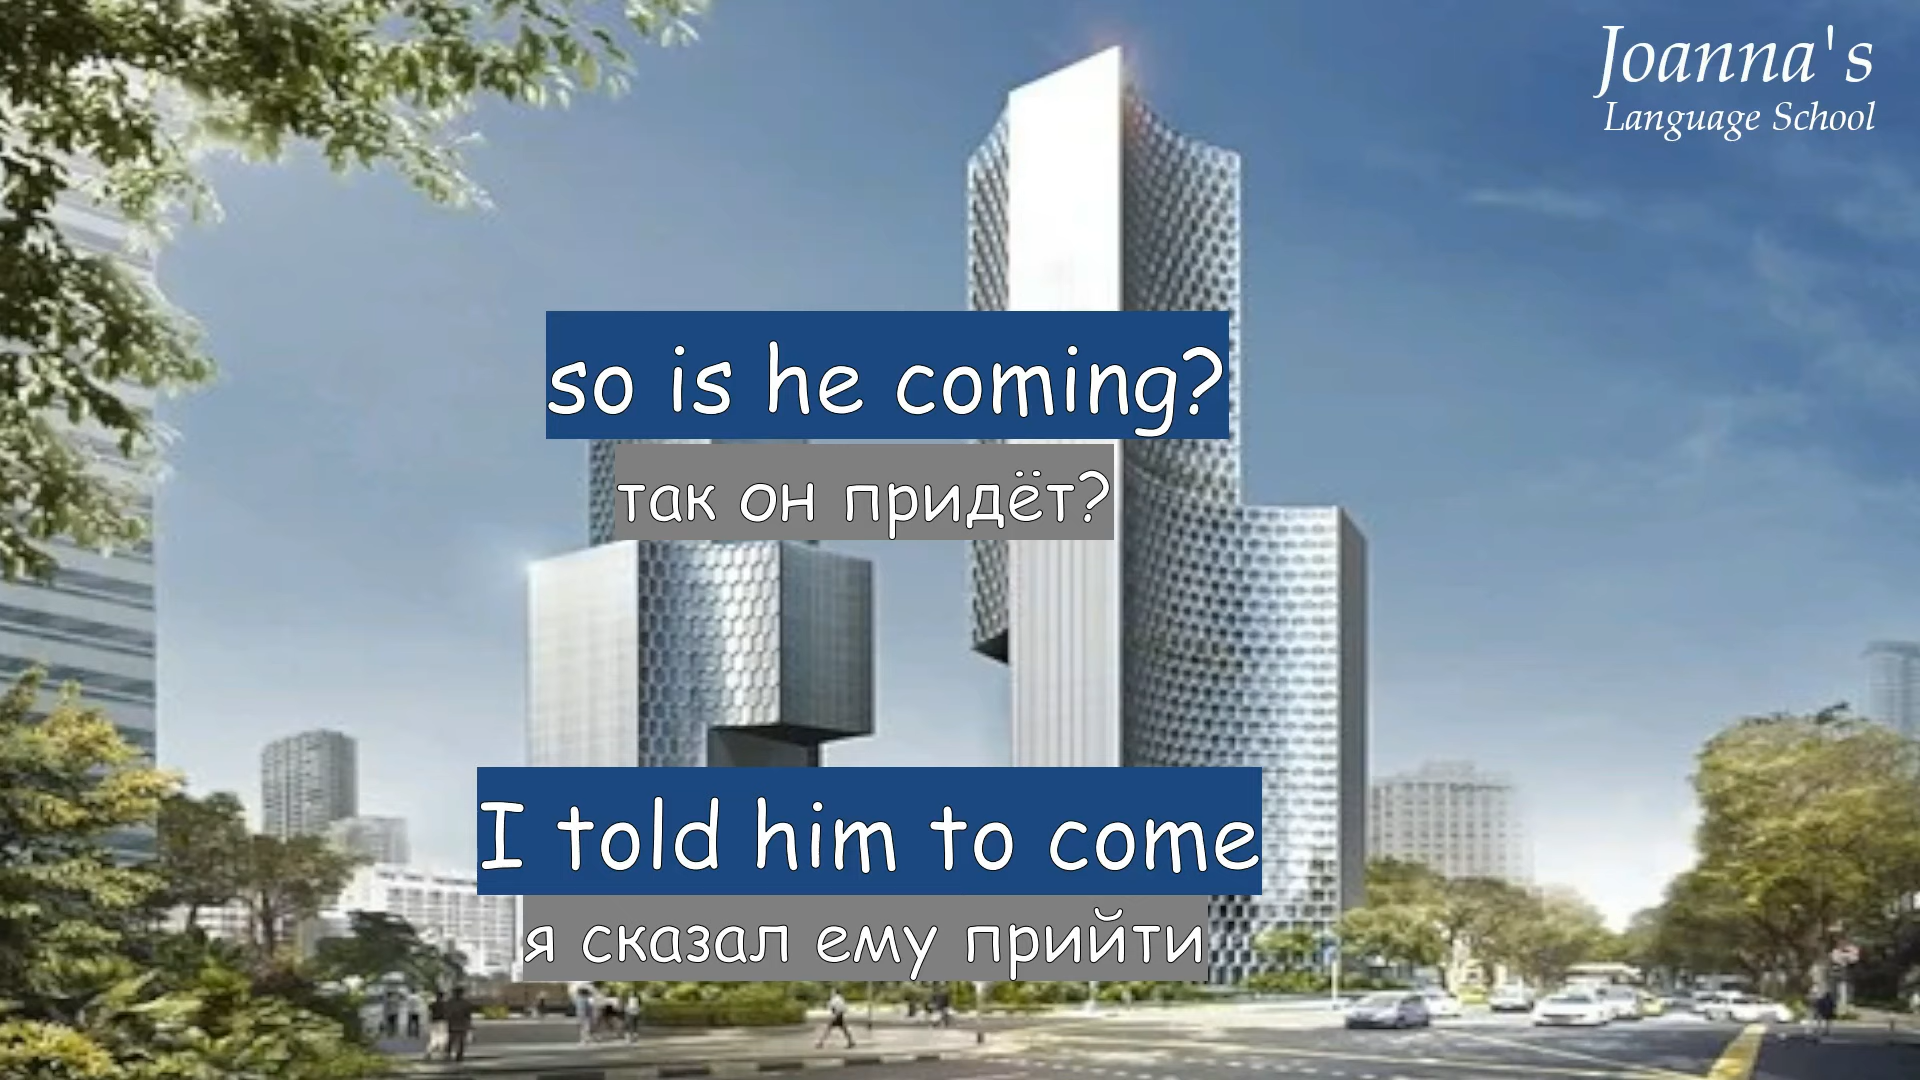 Joanna's
Language School
so is he coming?
так он придёт?
I told him to come
я сказал ему прийти